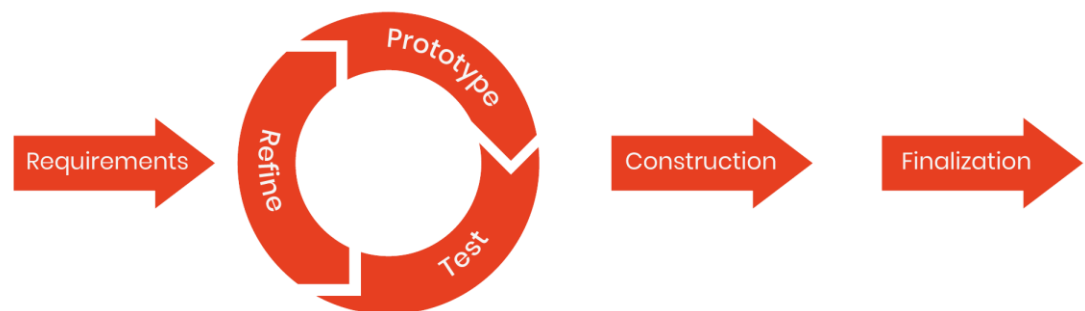 Requirements
Prototype
Test
Refine
Construction
Finalization